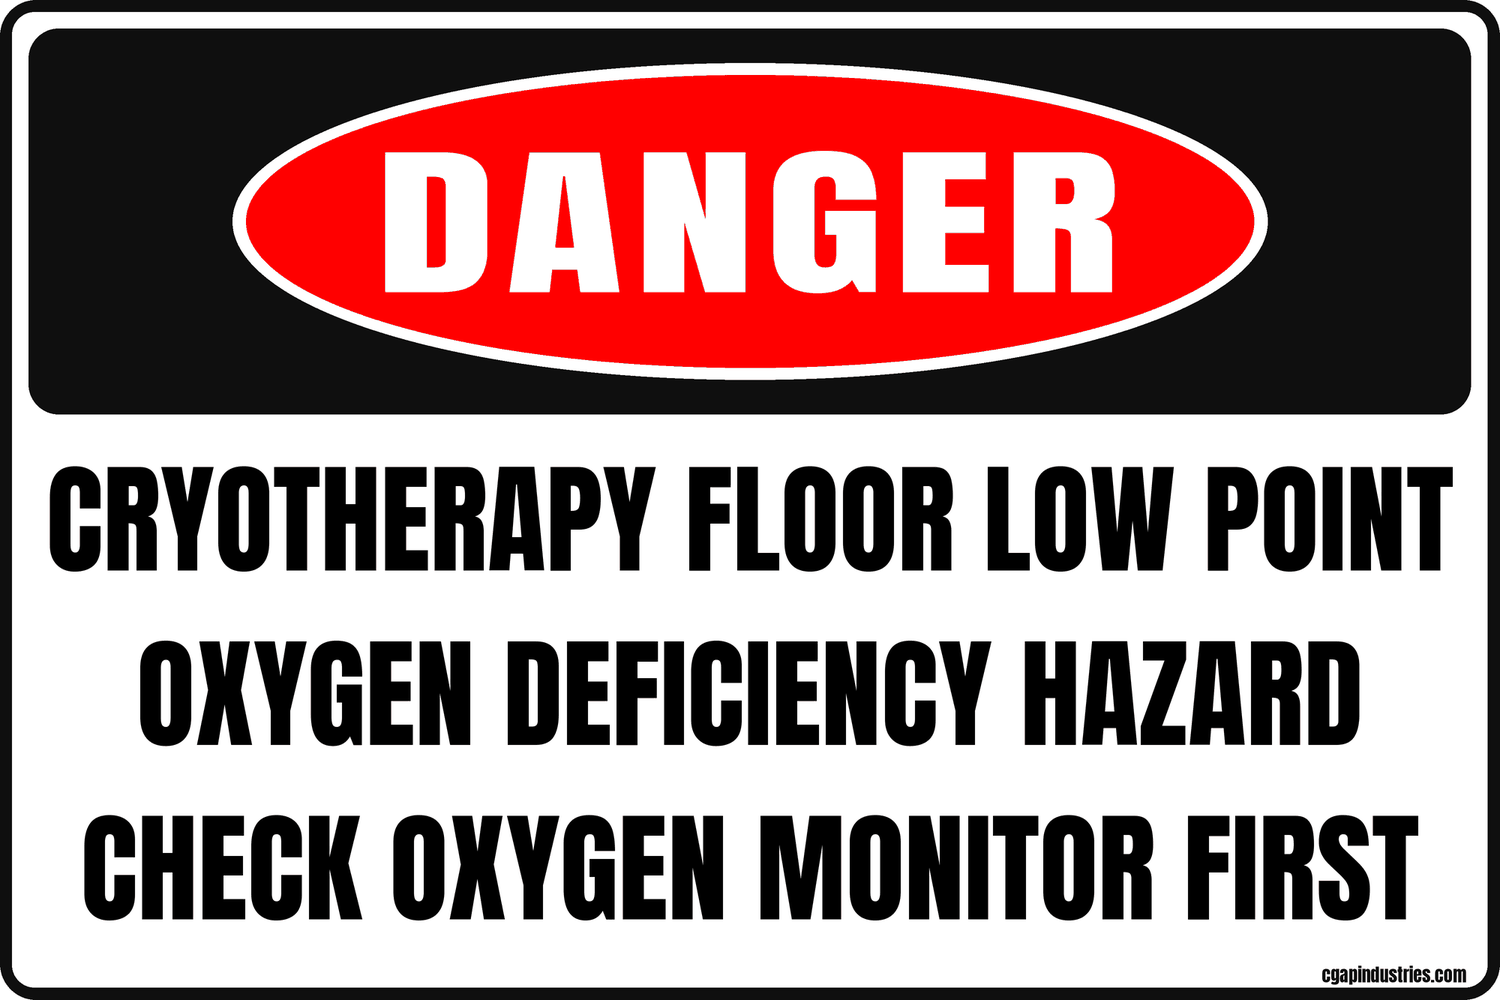 DANGER
CRYOTHERAPY FLOOR LOW POINT
OXYGEN DEFICIENCY HAZARD
CHECK OXYGEN MONITOR FIRST
cgapindustries.com